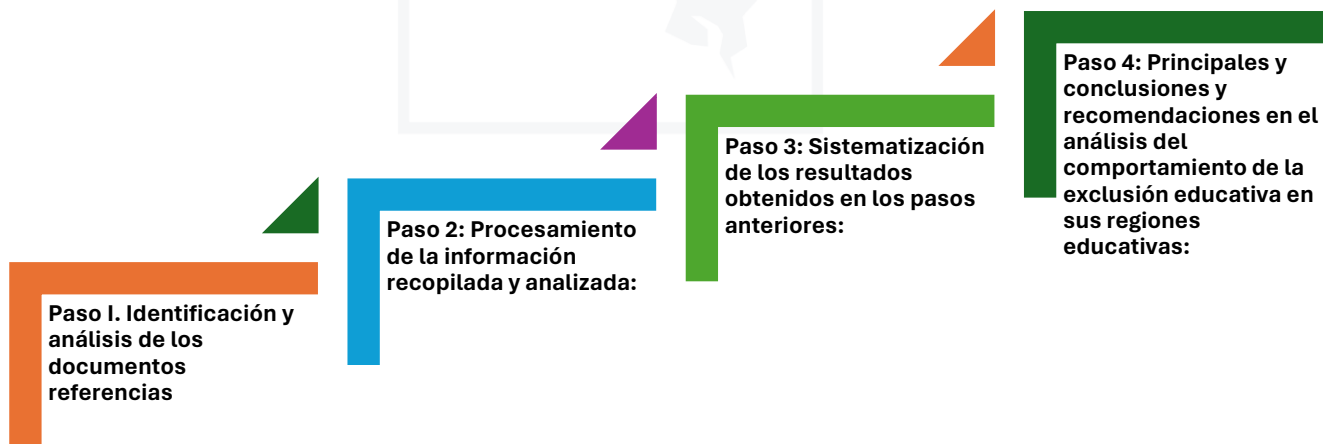 Paso I. Identificación y
análisis de los
documentos
referencias
Paso 2: Procesamiento
de la información
recopilada y analizada:
Paso 3: Sistematización
de los resultados
obtenidos en los pasos
anteriores:
Paso 4: Principales y
conclusiones y
recomendaciones en el
análisis del
comportamiento de la
exclusión educativa en
sus regiones
educativas: